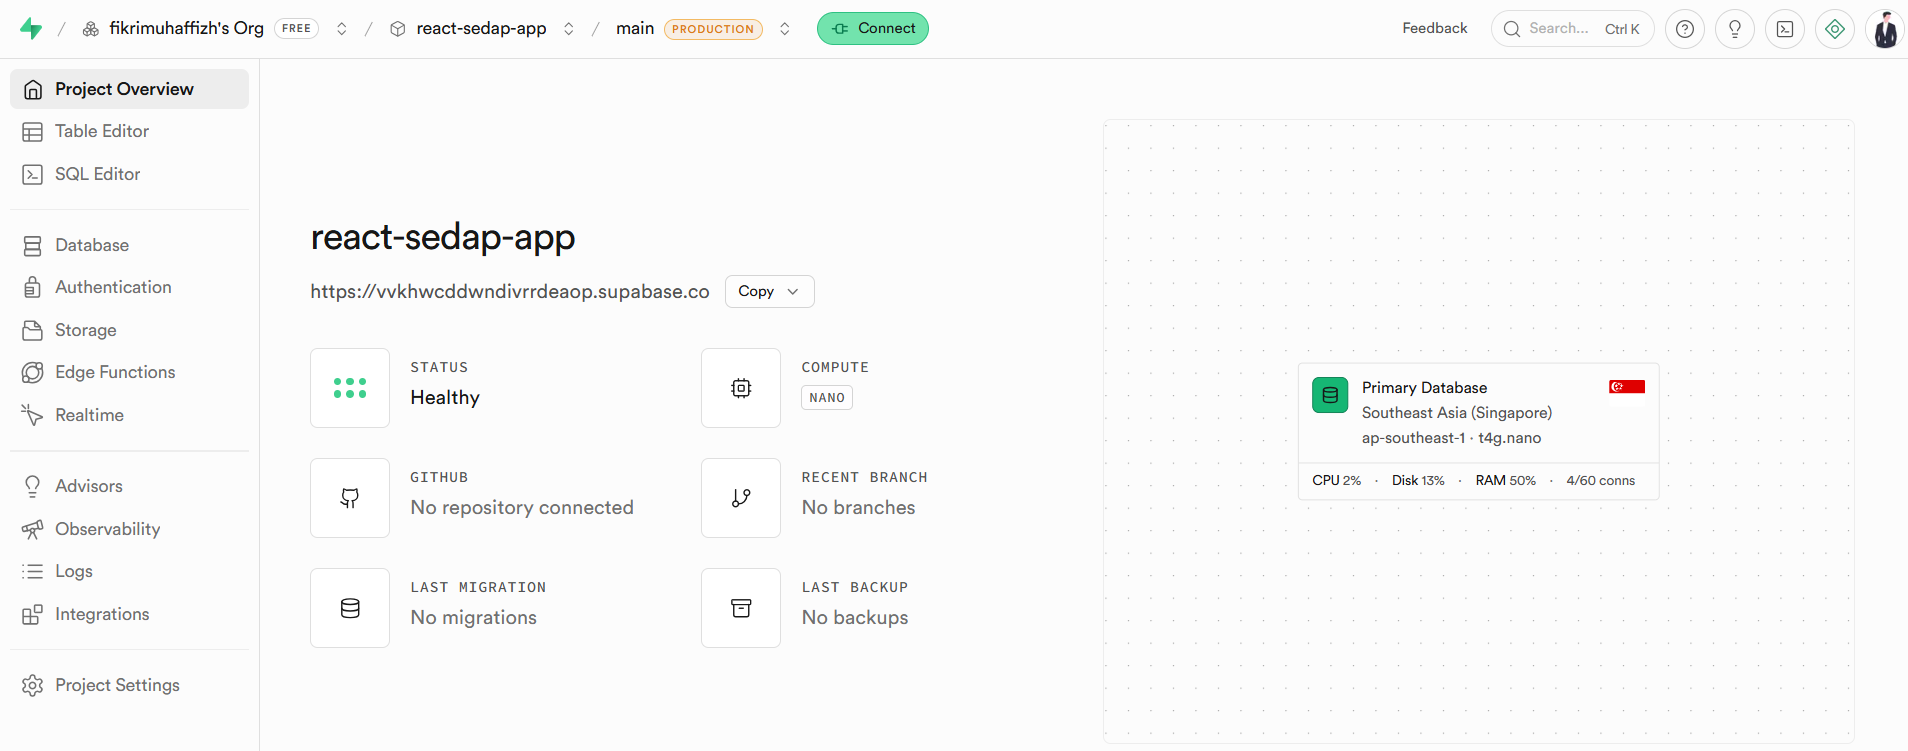 / fikrimuhaffizh's Org FREE / react-sedap-app / main PRODUCTION Connect Feedback Search... Ctrl K
Project Overview
Table Editor
SQL Editor
Database
Authentication
Storage
Edge Functions
Realtime
Advisors
Observability
Logs
Integrations
Project Settings
react-sedap-app
https://vvkhwcddwndivrrdeaop.supabase.co Copy
STATUS
Healthy
COMPUTE
NANO
GITHUB
No repository connected
RECENT BRANCH
No branches
LAST MIGRATION
No migrations
LAST BACKUP
No backups
Primary Database
Southeast Asia (Singapore)
ap-southeast-1 · t4g.nano
CPU 2% · Disk 13% · RAM 50% · 4/60 conns